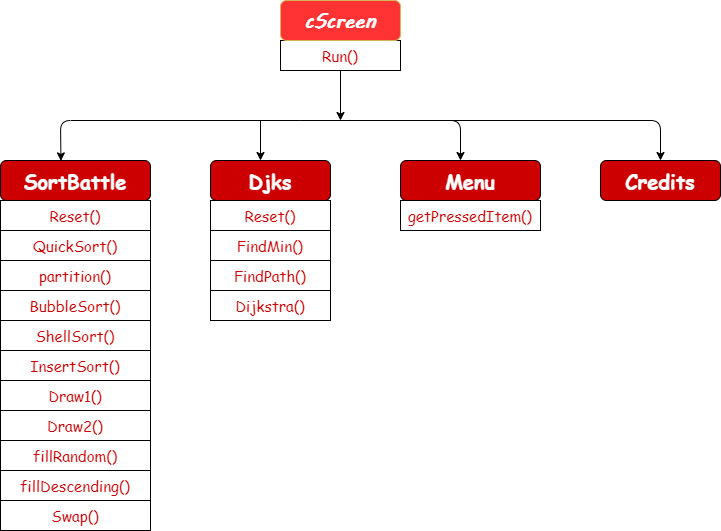 cScreen
Run()
SortBattle
Reset()
QuickSort()
partition()
BubbleSort()
ShellSort()
InsertSort()
Draw1()
Draw2()
fillRandom()
fillDescending()
Swap()
Djks
Reset()
FindMin()
FindPath()
Dijkstra()
Menu
getPressedItem()
Credits